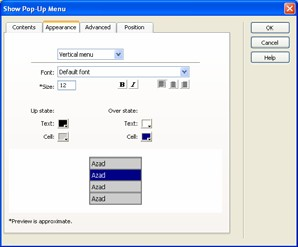 Show Pop-Up Menu
Contents Appearance Advanced Position
OK
Cancel
Help
Vertical menu
Font: Default font
*Size: 12 B I
Up state: Over state:
Text: Text:
Cell: Cell:
Azad
Azad
Azad
Azad
*Preview is approximate.